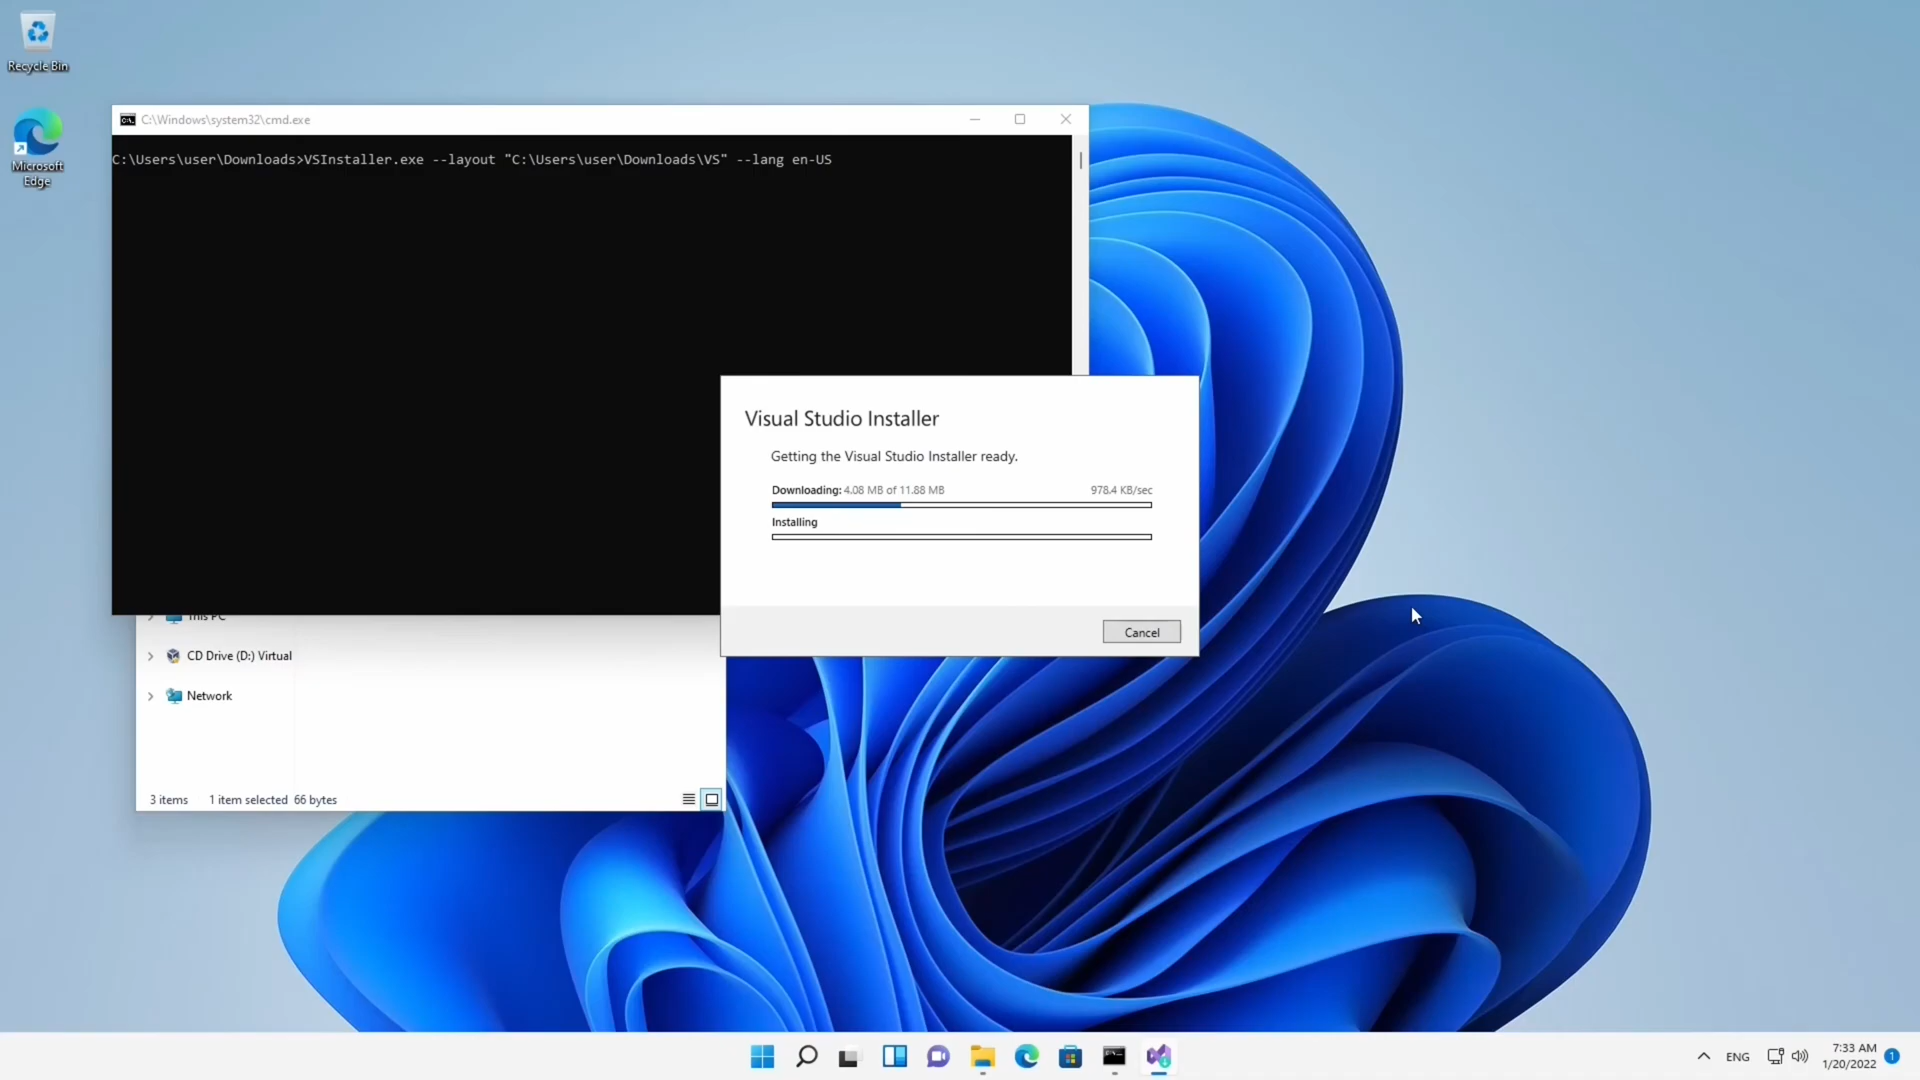 Recycle Bin
Microsoft
Edge
C:\Windows\system32\cmd.exe
C:\Users\user\Downloads>VSInstaller.exe --layout "C:\Users\user\Downloads\VS" --lang en-US
Visual Studio Installer
Getting the Visual Studio Installer ready.
Downloading: 4.08 MB of 11.88 MB 978.4 KB/sec
Installing
Cancel
This PC
CD Drive (D:) Virtual
Network
3 items 1 item selected 66 bytes
ENG
7:33 AM
1/20/2022
1